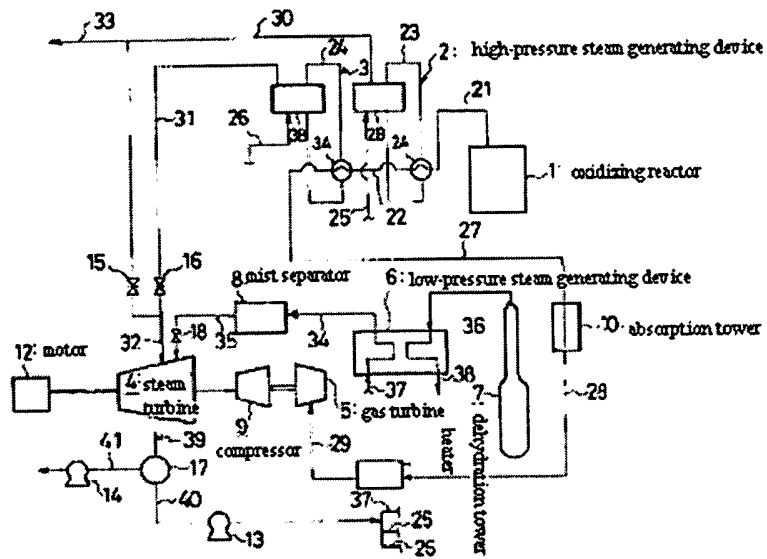 33
30
24
3
23
2: high-pressure steam generating device
21
31
26
3B
2B
3A
2A
1: oxidizing reactor
25
22
27
15
16
8
mist separator
6: low-pressure steam generating device
36
10: absorption tower
32
18
35
34
37
38
12: motor
4: steam
turbine
5: gas turbine
7
: dehydration tower
28
9
compressor
29
heater
39
41
17
14
40
37
25
26
13